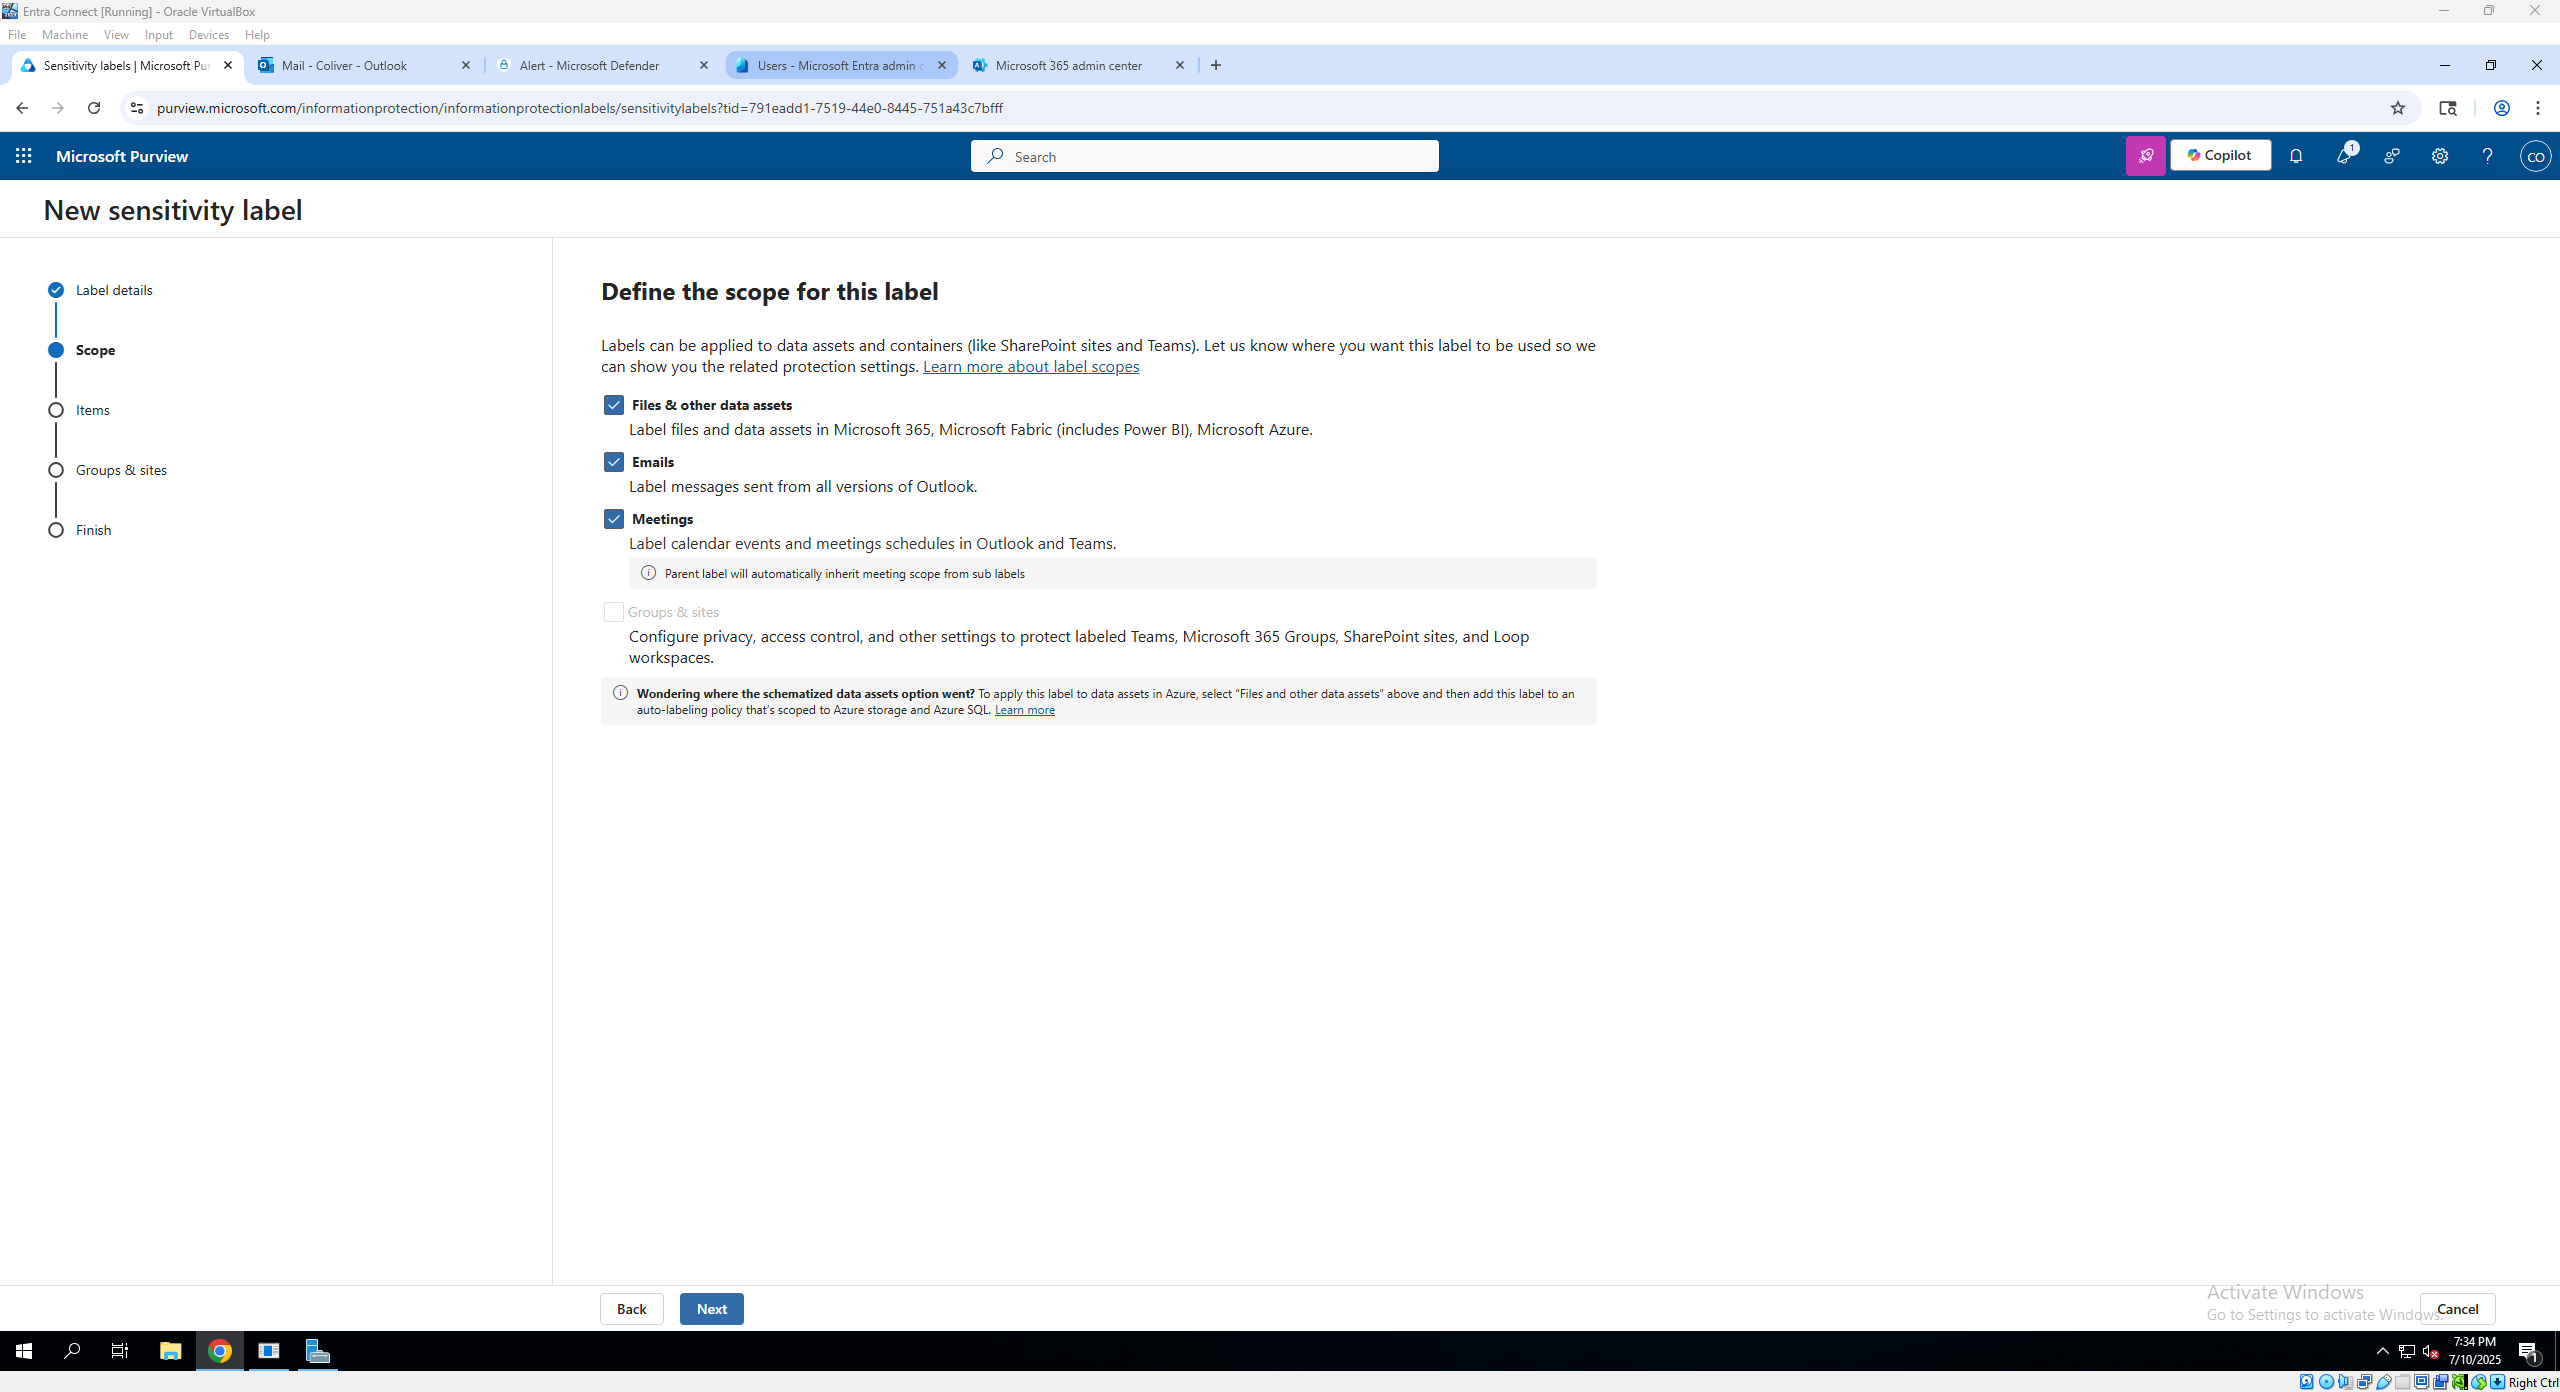 Entra Connect [Running] - Oracle VirtualBox
File Machine View Input Devices Help
Sensitivity labels | Microsoft Pur
Mail - Coliver - Outlook
Alert - Microsoft Defender
Users - Microsoft Entra admin c
Microsoft 365 admin center
purview.microsoft.com/informationprotection/informationprotectionlabels/sensitivitylabels?tid=791eadd1-7519-44e0-8445-751a43c7bfff
Microsoft Purview
Search
Copilot
1
CO
New sensitivity label
Label details
Scope
Items
Groups & sites
Finish
Define the scope for this label
Labels can be applied to data assets and containers (like SharePoint sites and Teams). Let us know where you want this label to be used so we
can show you the related protection settings. Learn more about label scopes
Files & other data assets
Label files and data assets in Microsoft 365, Microsoft Fabric (includes Power BI), Microsoft Azure.
Emails
Label messages sent from all versions of Outlook.
Meetings
Label calendar events and meetings schedules in Outlook and Teams.
Parent label will automatically inherit meeting scope from sub labels
Groups & sites
Configure privacy, access control, and other settings to protect labeled Teams, Microsoft 365 Groups, SharePoint sites, and Loop
workspaces.
Wondering where the schematized data assets option went? To apply this label to data assets in Azure, select "Files and other data assets" above and then add this label to an
auto-labeling policy that's scoped to Azure storage and Azure SQL. Learn more
Back
Next
Activate Windows
Go to Settings to activate Windows.
Cancel
7:34 PM
7/10/2025
1
Right Ctrl